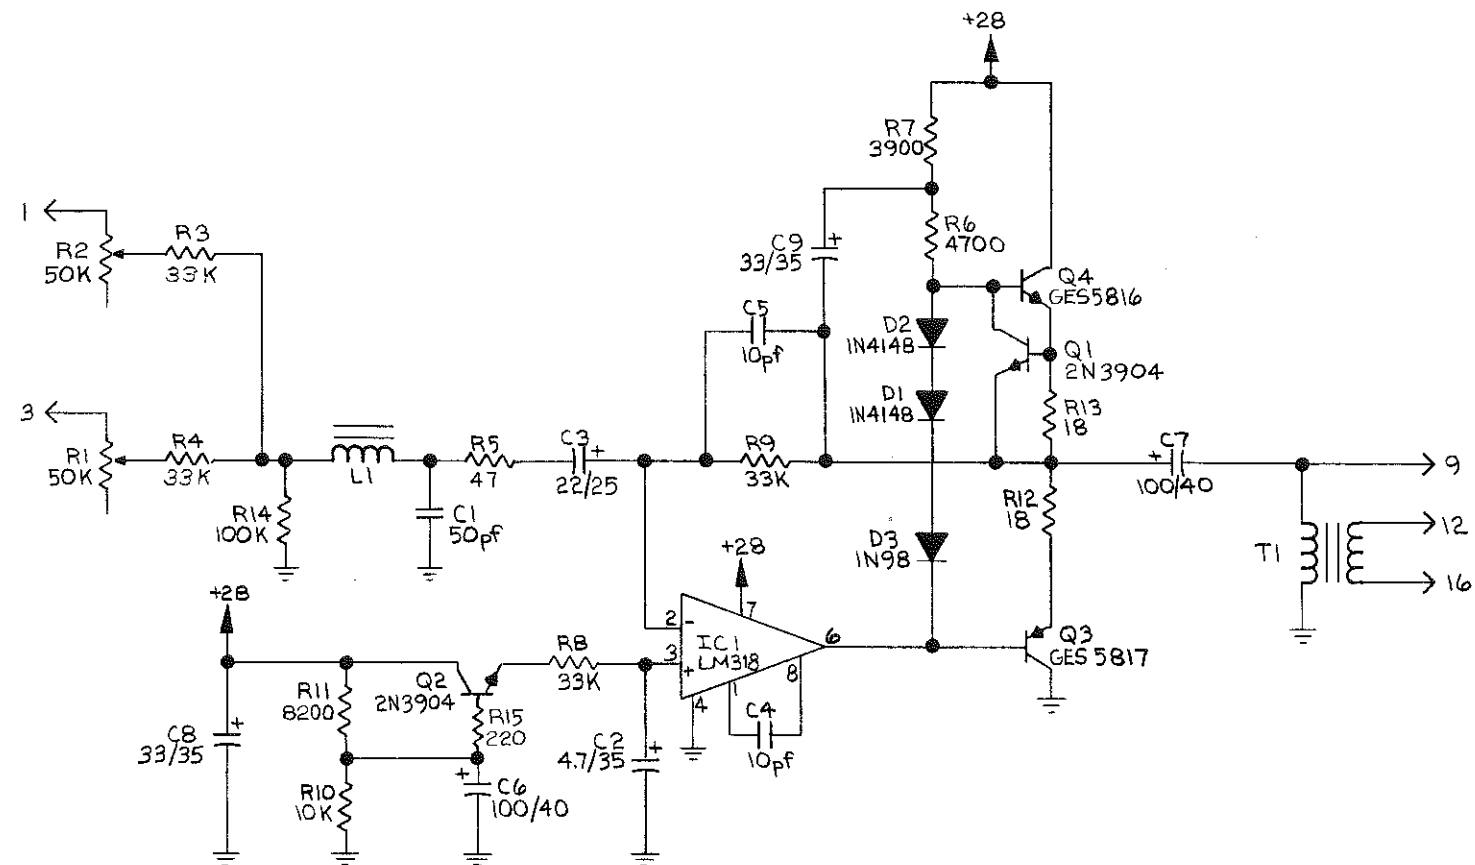 +28
R7
3900
1
R2
50K
R3
33K
C9
+
33/35
R6
4700
Q4
GES5816
C5
10pf
D2
1N4148
Q1
2N3904
D1
1N4148
R13
18
3
R1
50K
R4
33K
L1
R5
47
C3
+
22/25
R9
33K
C7
+
100/40
9
R14
100K
C1
50pf
R12
18
12
T1
16
D3
1N98
+28
+28
2
-
7
IC1
LM318
6
3
+
8
1
4
Q3
GES5817
R8
33K
Q2
2N3904
R11
8200
R15
220
C4
10pf
C8
+
33/35
C2
+
4.7/35
R10
10K
+
C6
100/40